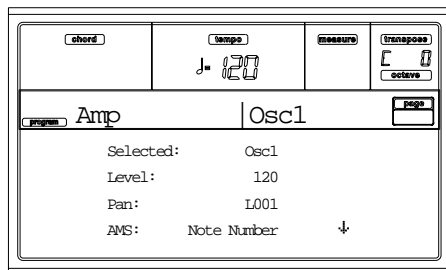 chord tempo measure transpose
♩= 120 C 0
octave
program Amp Osc1 page
Selected: Osc1
Level: 120
Pan: L001
AMS: Note Number